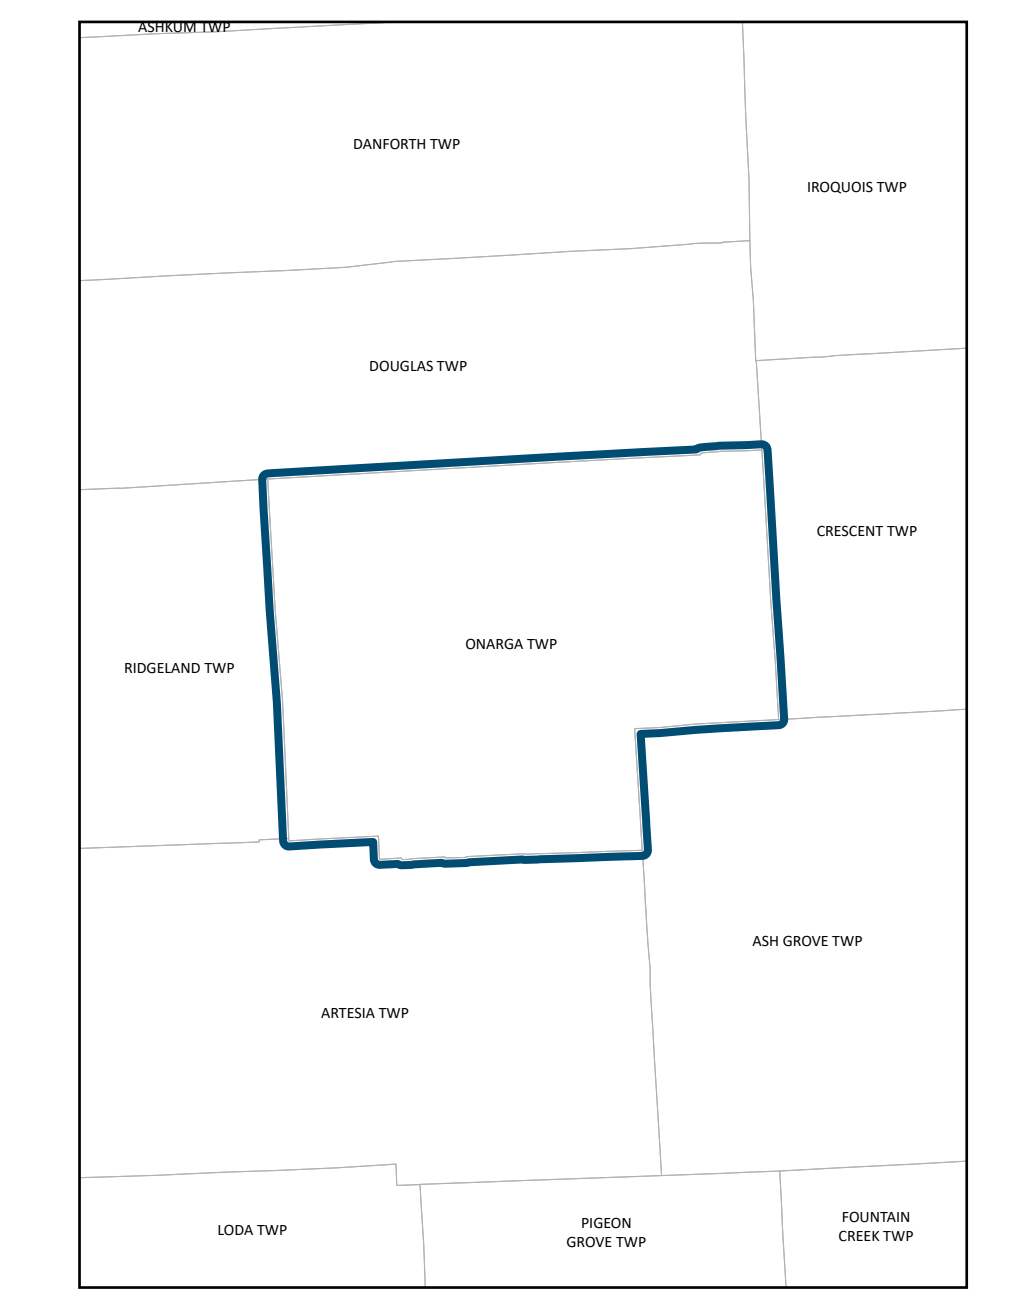 ASHKUM TWP
DANFORTH TWP
IROQUOIS TWP
DOUGLAS TWP
CRESCENT TWP
ONARGA TWP
RIDGELAND TWP
ASH GROVE TWP
ARTESIA TWP
LODA TWP
PIGEON
GROVE TWP
FOUNTAIN
CREEK TWP